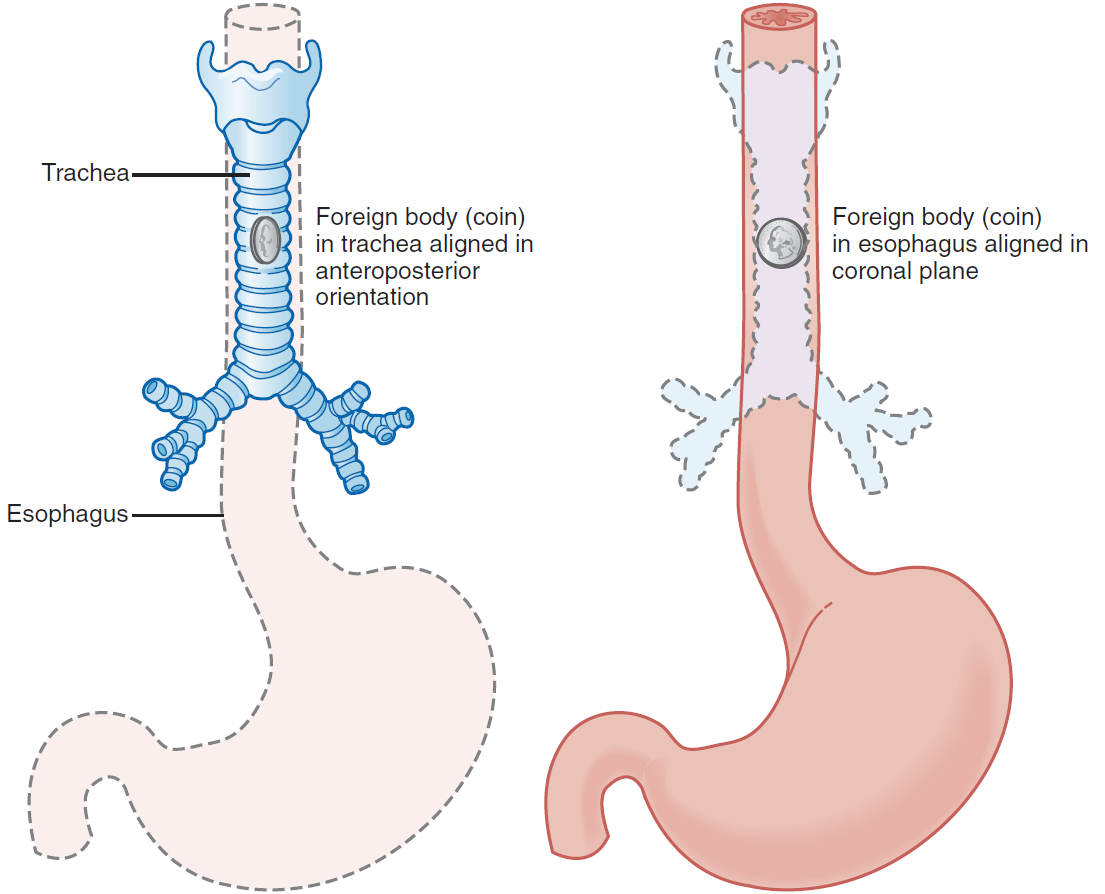 Trachea
Foreign body (coin)
in trachea aligned in
anteroposterior
orientation
Esophagus
Foreign body (coin)
in esophagus aligned in
coronal plane